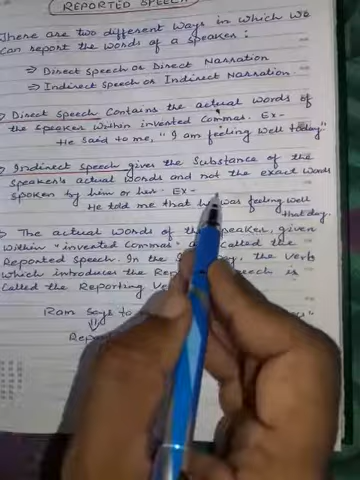 REPORTED SPEECH
There are two different ways in which we
can report the words of a speaker:
⇒ Direct Speech or Direct Narration
⇒ Indirect Speech or Indirect Narration.
Direct Speech Contains the actual words of
the speaker within invented commas. Ex-
He said to me, "I am feeling well today"
Indirect speech gives the Substance of the
speaker's actual words and not the exact words
spoken by him or her. Ex-
He told me that he was feeling well
that day.
The actual words of the speaker, given
within "invented Commas" called the
Reported Speech. In the the verb
which introduces the Reported Speech is
Called the Reporting
Ram Says to